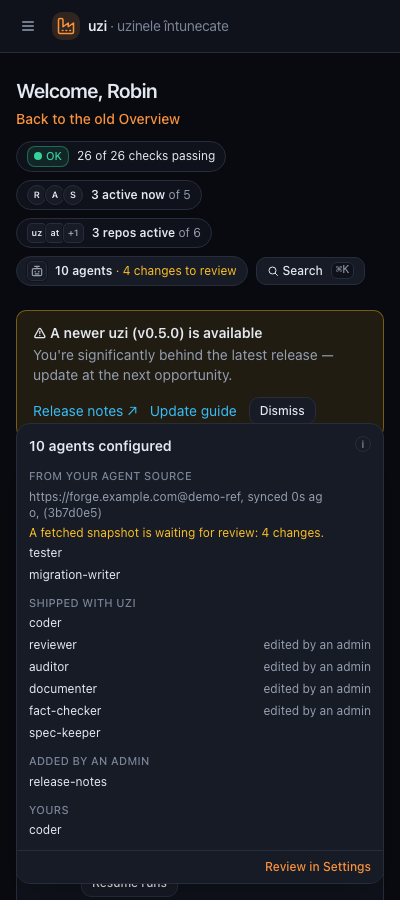 uzi · uzinele întunecate
Welcome, Robin
Back to the old Overview
OK 26 of 26 checks passing
R A S 3 active now of 5
uz at +1 3 repos active of 6
10 agents · 4 changes to review Search ⌘K
A newer uzi (v0.5.0) is available
You're significantly behind the latest release —
update at the next opportunity.
Release notes ↗ Update guide Dismiss
10 agents configured i
FROM YOUR AGENT SOURCE
https://forge.example.com@demo-ref, synced 0s ag
o, (3b7d0e5)
A fetched snapshot is waiting for review: 4 changes.
tester
migration-writer
SHIPPED WITH UZI
coder
reviewer edited by an admin
auditor edited by an admin
documenter edited by an admin
fact-checker edited by an admin
spec-keeper
ADDED BY AN ADMIN
release-notes
YOURS
coder
Review in Settings
Resume runs